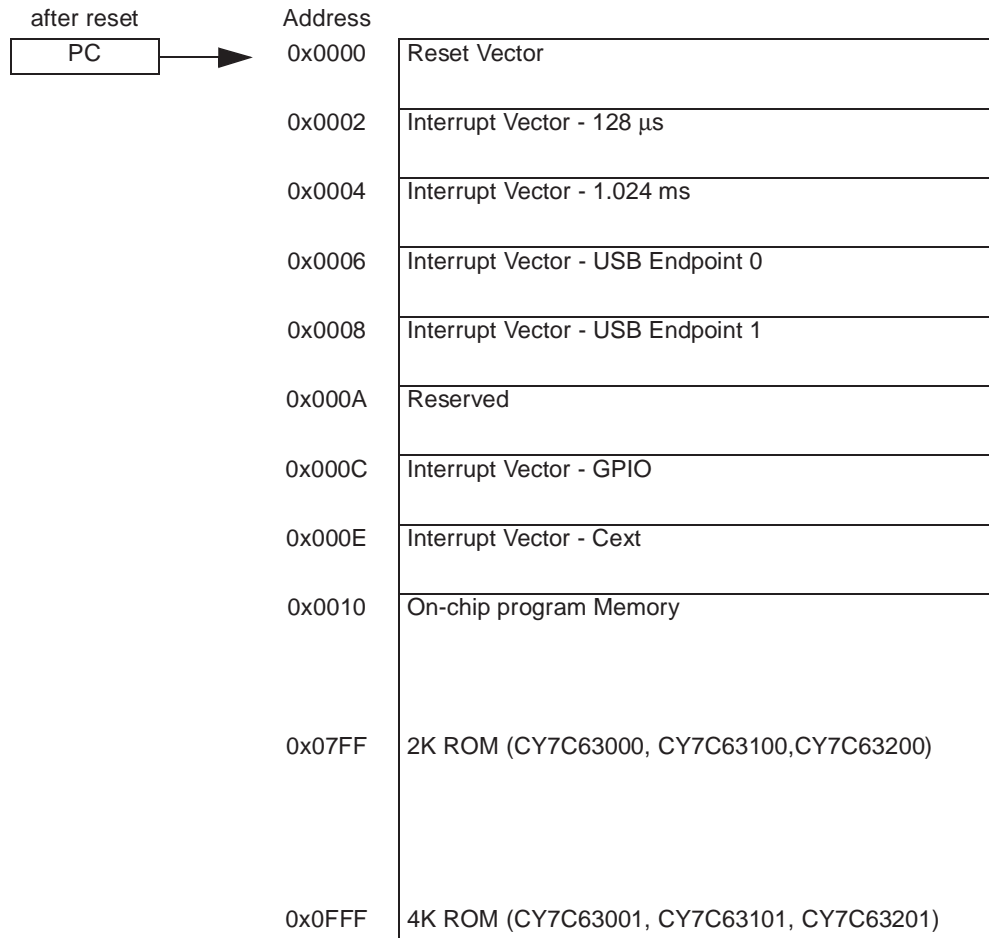 after reset Address
PC 0x0000 Reset Vector
0x0002 Interrupt Vector - 128 μs
0x0004 Interrupt Vector - 1.024 ms
0x0006 Interrupt Vector - USB Endpoint 0
0x0008 Interrupt Vector - USB Endpoint 1
0x000A Reserved
0x000C Interrupt Vector - GPIO
0x000E Interrupt Vector - Cext
0x0010 On-chip program Memory
0x07FF 2K ROM (CY7C63000, CY7C63100,CY7C63200)
0x0FFF 4K ROM (CY7C63001, CY7C63101, CY7C63201)